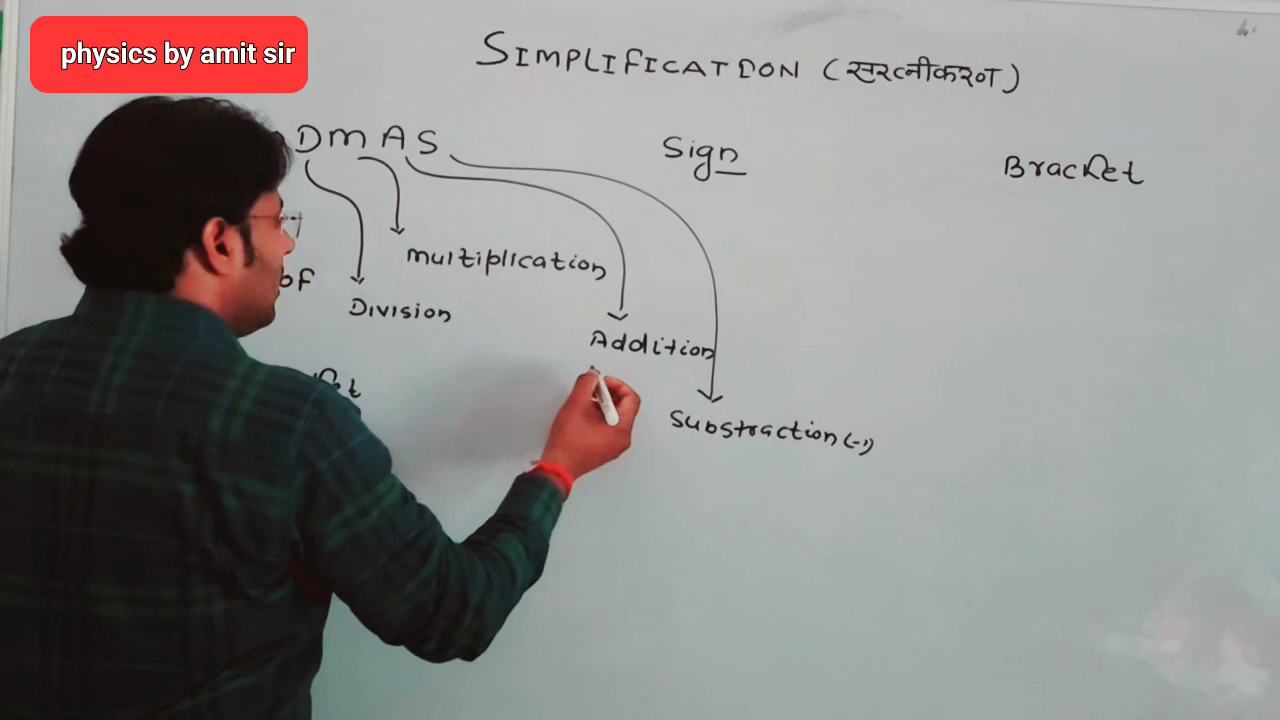 physics by amit sir
SIMPLIFICATION (सरलीकरण)
DMAS
Sign
Bracket
multiplication
of
Division
Addition
Substraction (-)